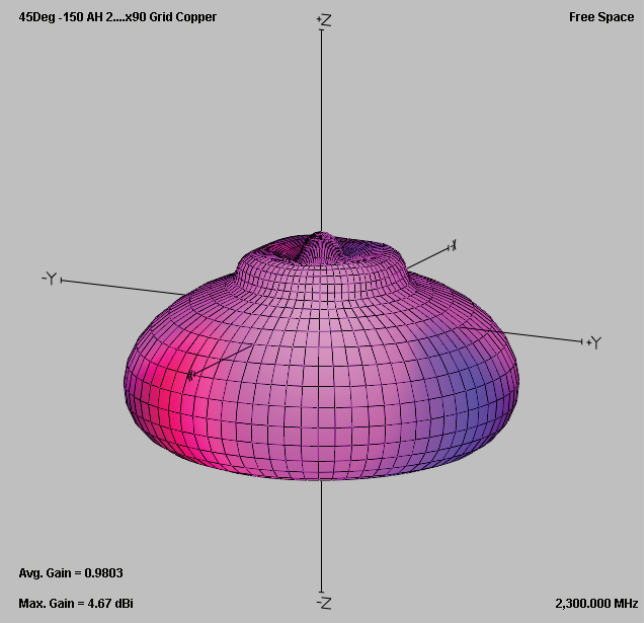 45Deg -150 AH 2....x90 Grid Copper
+Z
Free Space
-Y
+Y
Avg. Gain = 0.9803
Max. Gain = 4.67 dBi
-Z
2,300.000 MHz